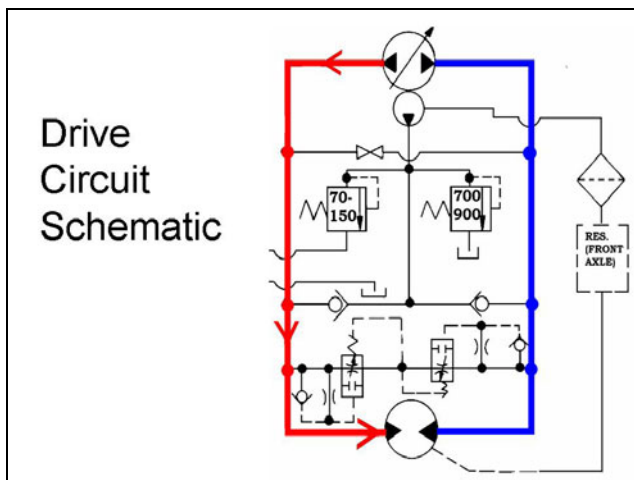 Drive
Circuit
Schematic
70-
150
700
900
RES.
(FRONT
AXLE)